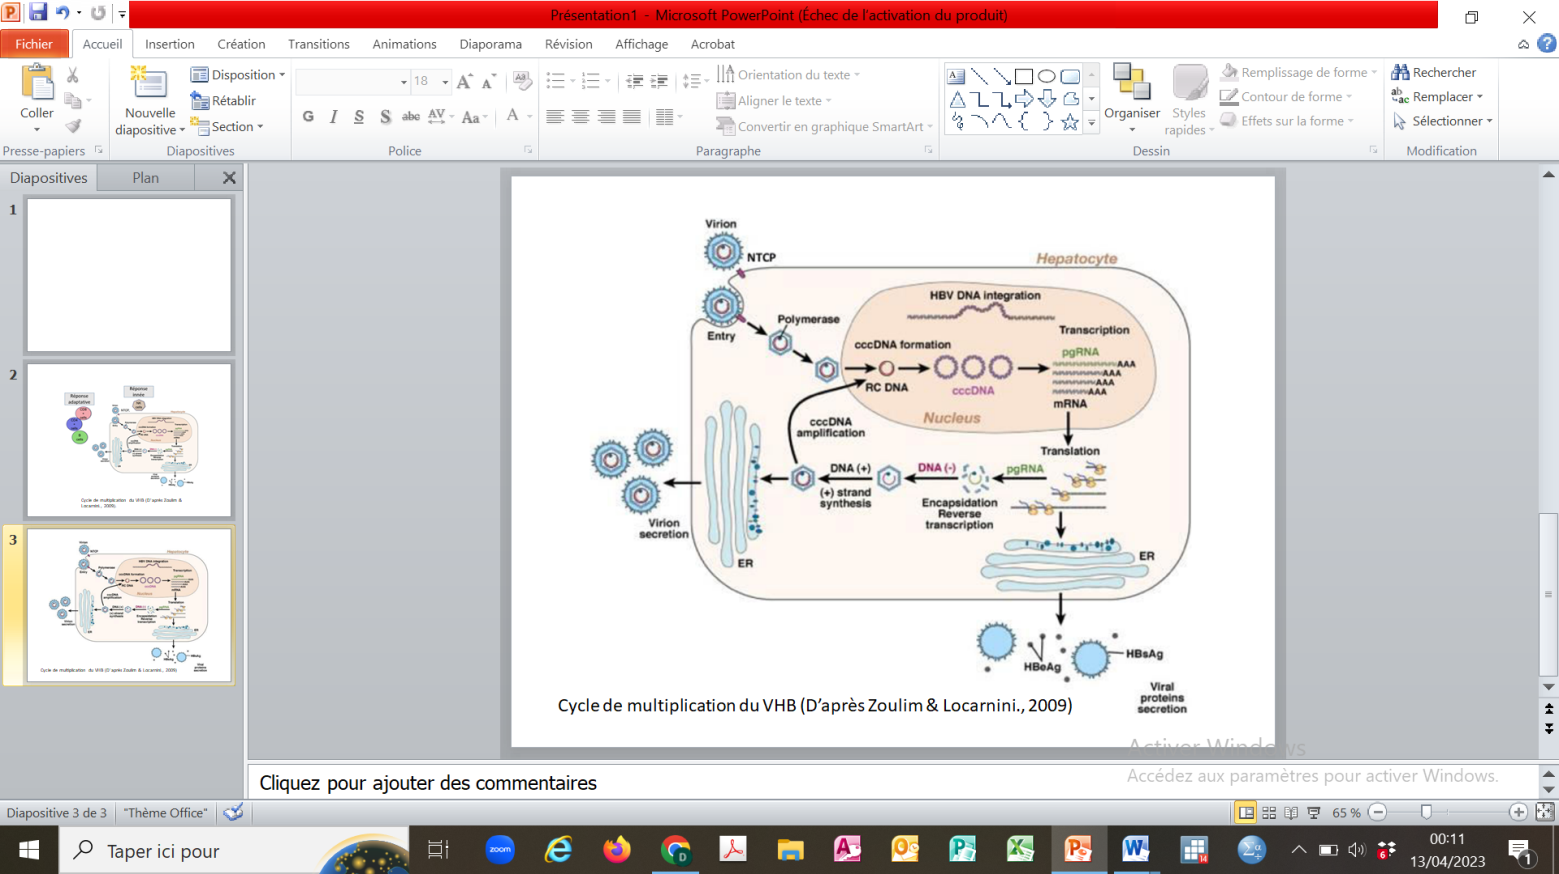 Présentation1 - Microsoft PowerPoint (Échec de l'activation du produit)
Fichier
Accueil
Insertion
Création
Transitions
Animations
Diaporama
Révision
Affichage
Acrobat
Coller
Presse-papiers
Nouvelle
diapositive
Disposition
Rétablir
Section
Diapositives
18
G I S S abc AV Aa A
Police
Orientation du texte
Aligner le texte
Convertir en graphique SmartArt
Paragraphe
Organiser
Styles
rapides
Remplissage de forme
Contour de forme
Effets sur la forme
Dessin
Rechercher
Remplacer
Sélectionner
Modification
Diapositives
Plan
1
2
Réponse
adaptative
Réponse
innée
Cycle de multiplication du VHB (D'après Zoulim &
Locarnini., 2009).
3
Cycle de multiplication du VHB (D'après Zoulim & Locarnini., 2009)
Virion
NTCP
Hepatocyte
HBV DNA integration
Polymerase
Entry
Transcription
cccDNA formation
pgRNA
AAA
AAA
AAA
AAA
RC DNA
cccDNA
mRNA
Nucleus
cccDNA
amplification
Translation
DNA (+)
DNA (-)
pgRNA
(+) strand
synthesis
Encapsidation
Reverse
transcription
Virion
secretion
ER
ER
HBeAg
HBsAg
Viral
proteins
secretion
Cycle de multiplication du VHB (D'après Zoulim & Locarnini., 2009)
Activer Windows
Accédez aux paramètres pour activer Windows.
Cliquez pour ajouter des commentaires
Diapositive 3 de 3
"Thème Office"
65 %
Taper ici pour
zoom
00:11
13/04/2023